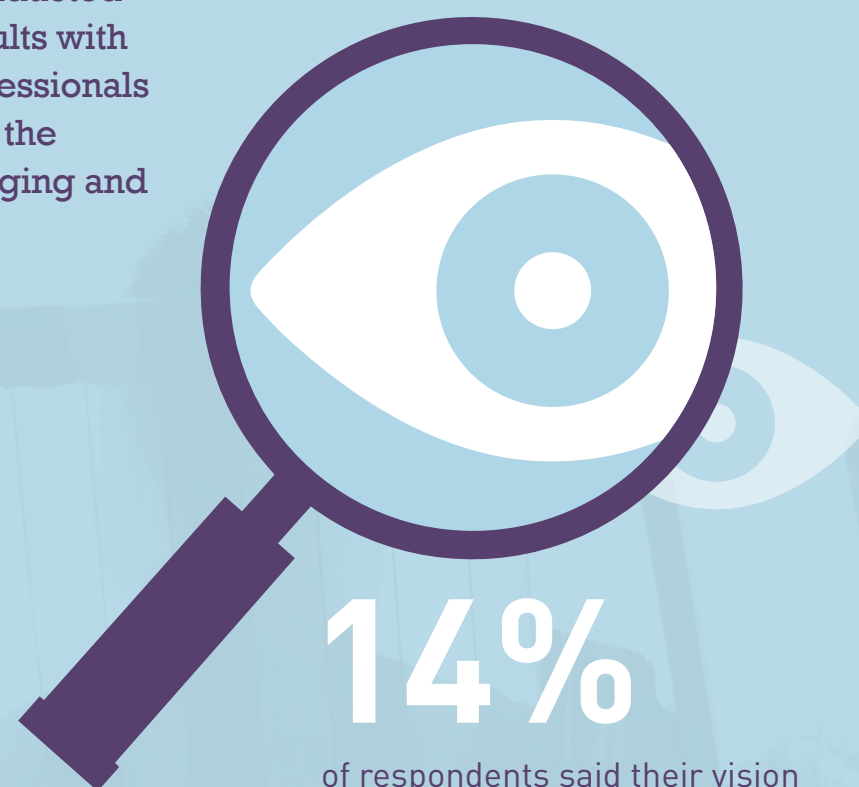 ults with
essionals
the
ging and
14%
of respondents said their vision